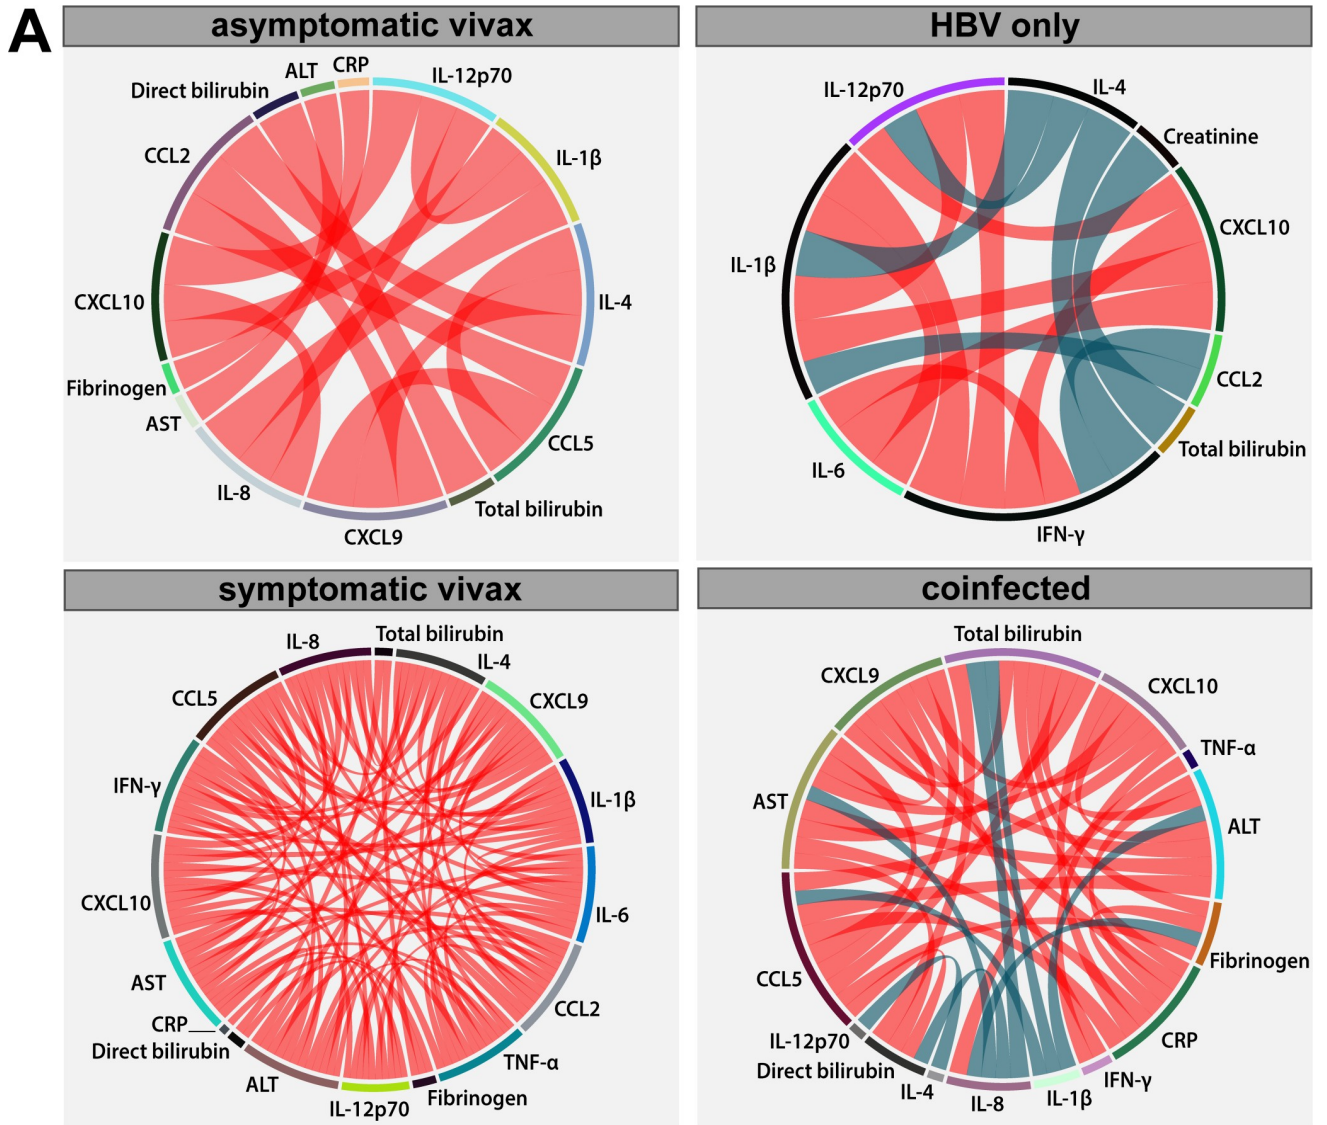 A
asymptomatic vivax
CRP
ALT
IL-12p70
Direct bilirubin
IL-1β
CCL2
IL-4
CXCL10
Fibrinogen
AST
CCL5
IL-8
Total bilirubin
CXCL9
HBV only
IL-12p70
IL-4
Creatinine
CXCL10
IL-1β
CCL2
Total bilirubin
IL-6
IFN-γ
symptomatic vivax
Total bilirubin
IL-8
IL-4
CXCL9
CCL5
IFN-γ
IL-1β
CXCL10
IL-6
AST
CCL2
CRP
Direct bilirubin
TNF-α
ALT
Fibrinogen
IL-12p70
coinfected
Total bilirubin
CXCL9
CXCL10
TNF-α
AST
ALT
Fibrinogen
CCL5
IL-12p70
CRP
Direct bilirubin
IFN-γ
IL-4
IL-8
IL-1β